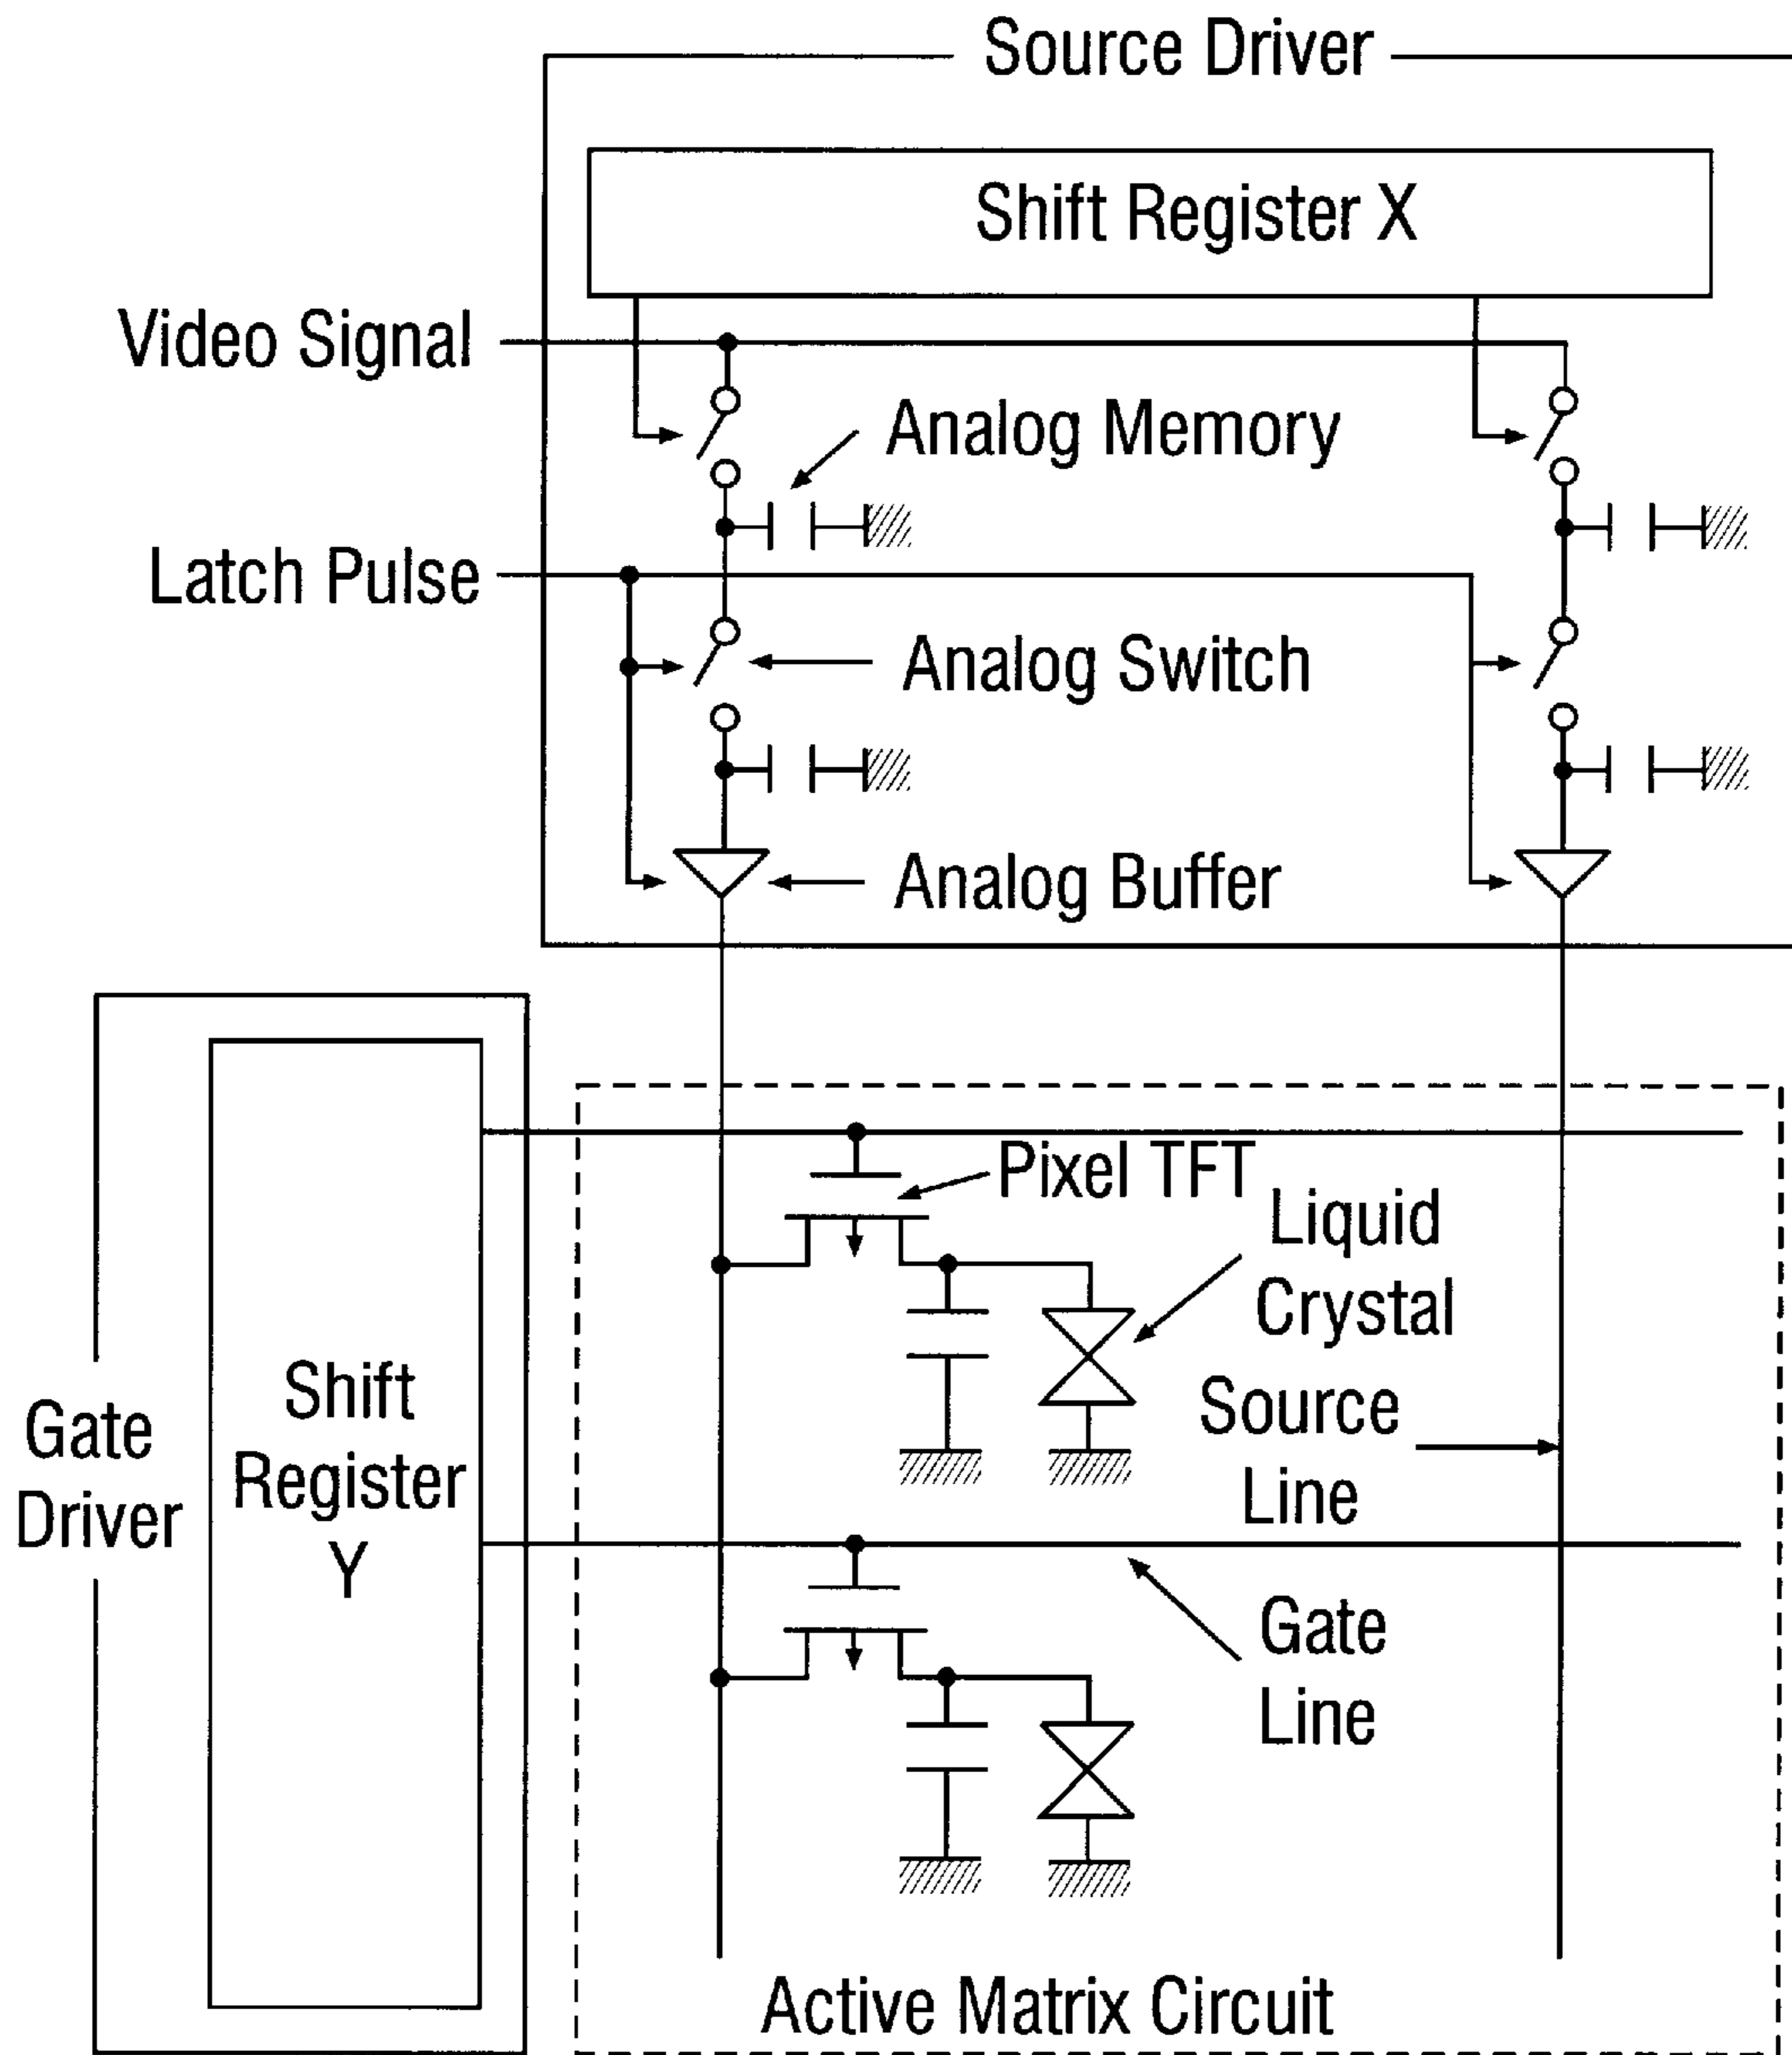 Source Driver
Shift Register X
Video Signal
Analog Memory
Latch Pulse
Analog Switch
Analog Buffer
Pixel TFT
Liquid
Crystal
Source
Line
Gate
Driver
Shift
Register
Y
Gate
Line
Active Matrix Circuit